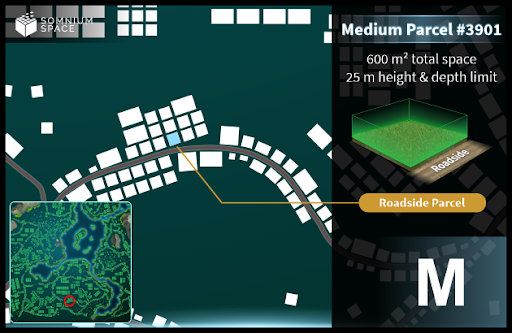 SOMNIUM
SPACE
Medium Parcel #3901
600 m² total space
25 m height & depth limit
Roadside
Roadside Parcel
M